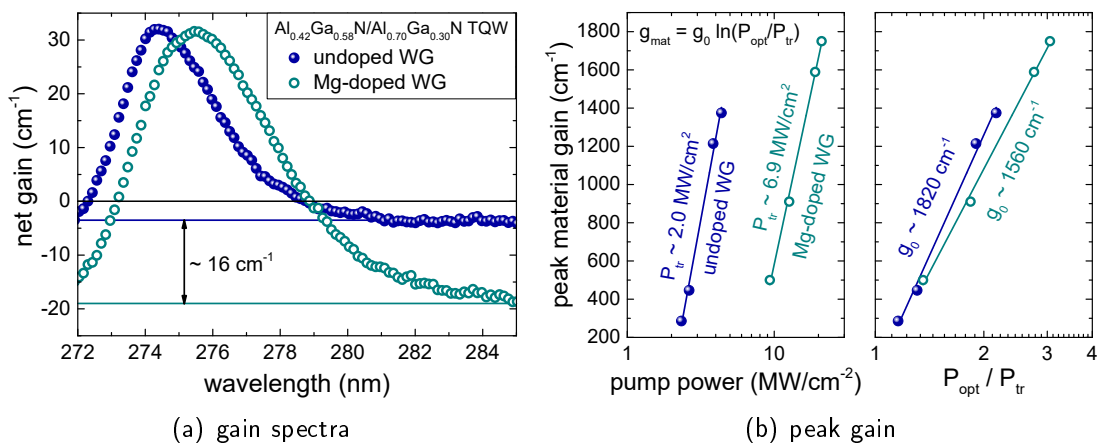 Al0.42Ga0.58N/Al0.70Ga0.30N TQW
undoped WG
Mg-doped WG
net gain (cm-1)
30
20
10
0
-10
-20
~ 16 cm-1
272 274 276 278 280 282 284
wavelength (nm)
(a) gain spectra
gmat = g0 ln(Popt/Ptr)
peak material gain (cm-1)
1800
1600
1400
1200
1000
800
600
400
200
Ptr ~ 2.0 MW/cm2
undoped WG
Ptr ~ 6.9 MW/cm2
Mg-doped WG
1 10
pump power (MW/cm-2)
g0 ~ 1820 cm-1
g0 ~ 1560 cm-1
1 2 3 4
Popt / Ptr
(b) peak gain